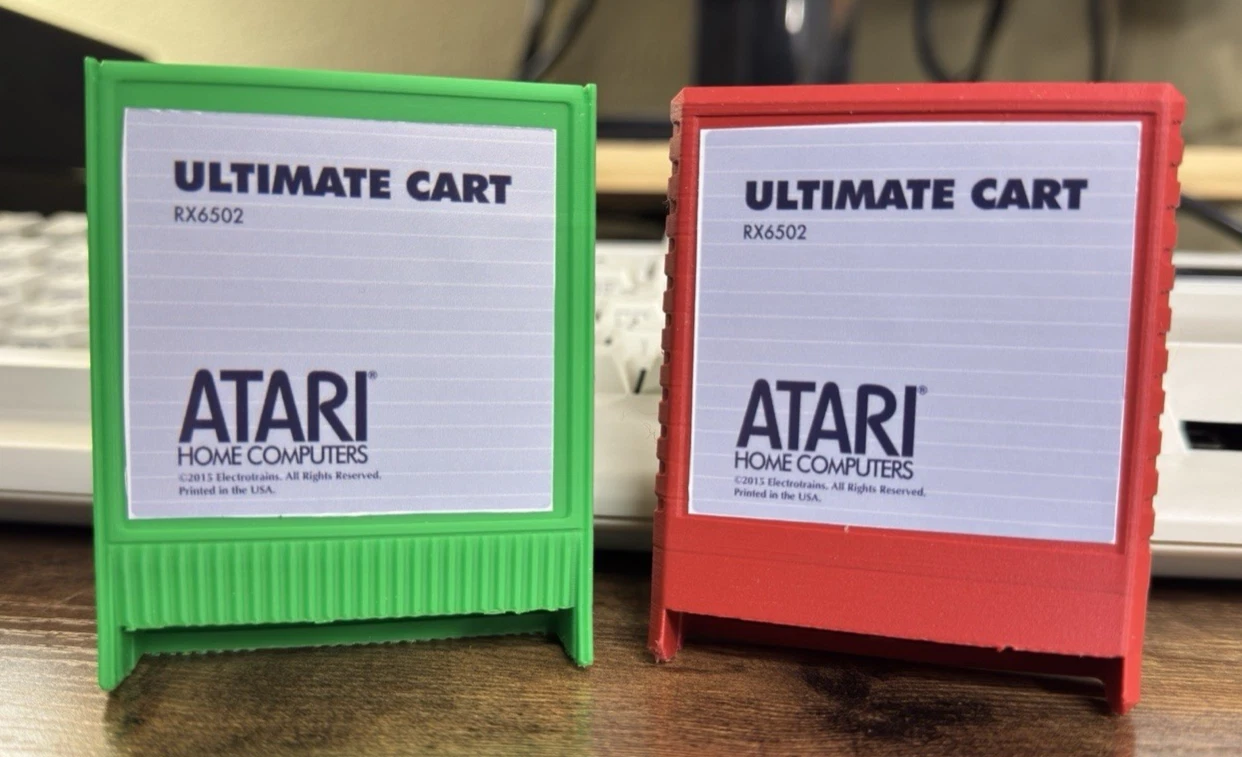 ULTIMATE CART
RX6502
ATARI®
HOME COMPUTERS
©2015 Electrotrains. All Rights Reserved.
Printed in the USA.
ULTIMATE CART
RX6502
ATARI®
HOME COMPUTERS
©2015 Electrotrains. All Rights Reserved.
Printed in the USA.